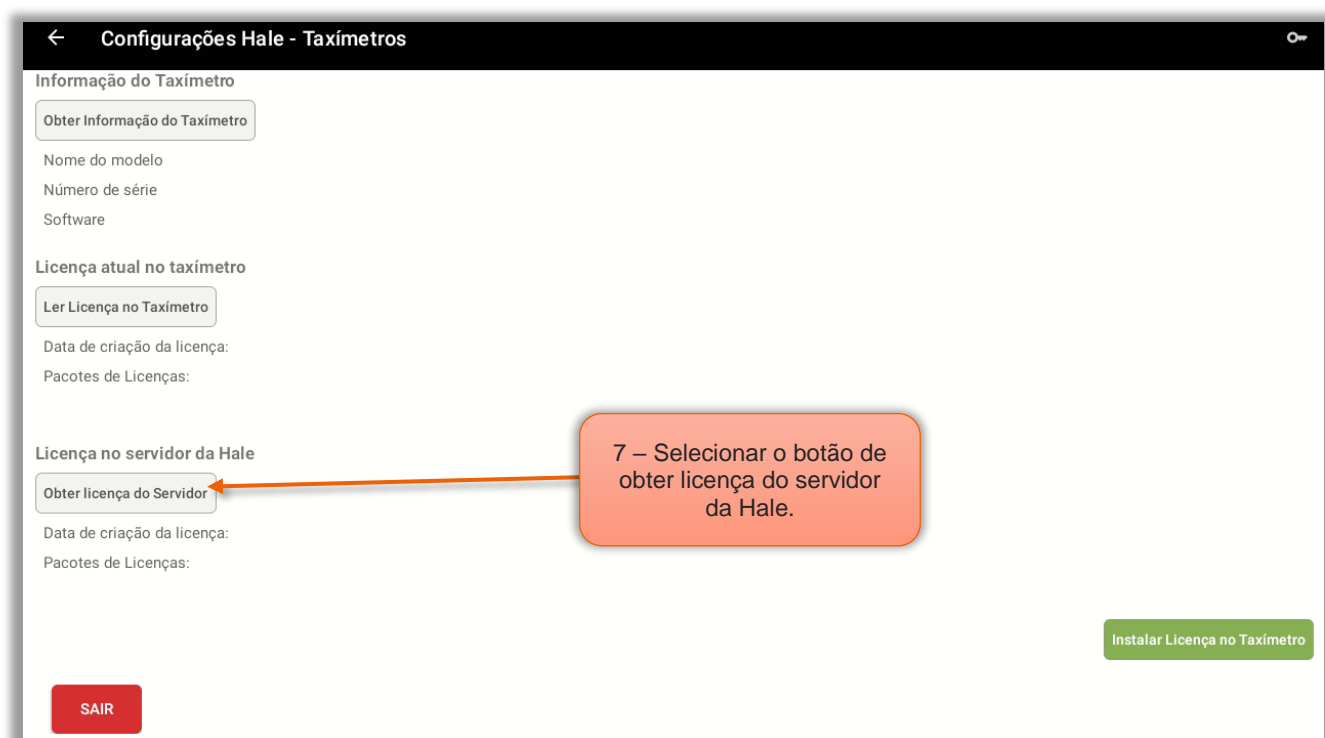 Configurações Hale - Taxímetros
Informação do Taxímetro
Obter Informação do Taxímetro
Nome do modelo
Número de série
Software
Licença atual no taxímetro
Ler Licença no Taxímetro
Data de criação da licença:
Pacotes de Licenças:
Licença no servidor da Hale
Obter licença do Servidor
Data de criação da licença:
Pacotes de Licenças:
7 – Selecionar o botão de
obter licença do servidor
da Hale.
Instalar Licença no Taxímetro
SAIR